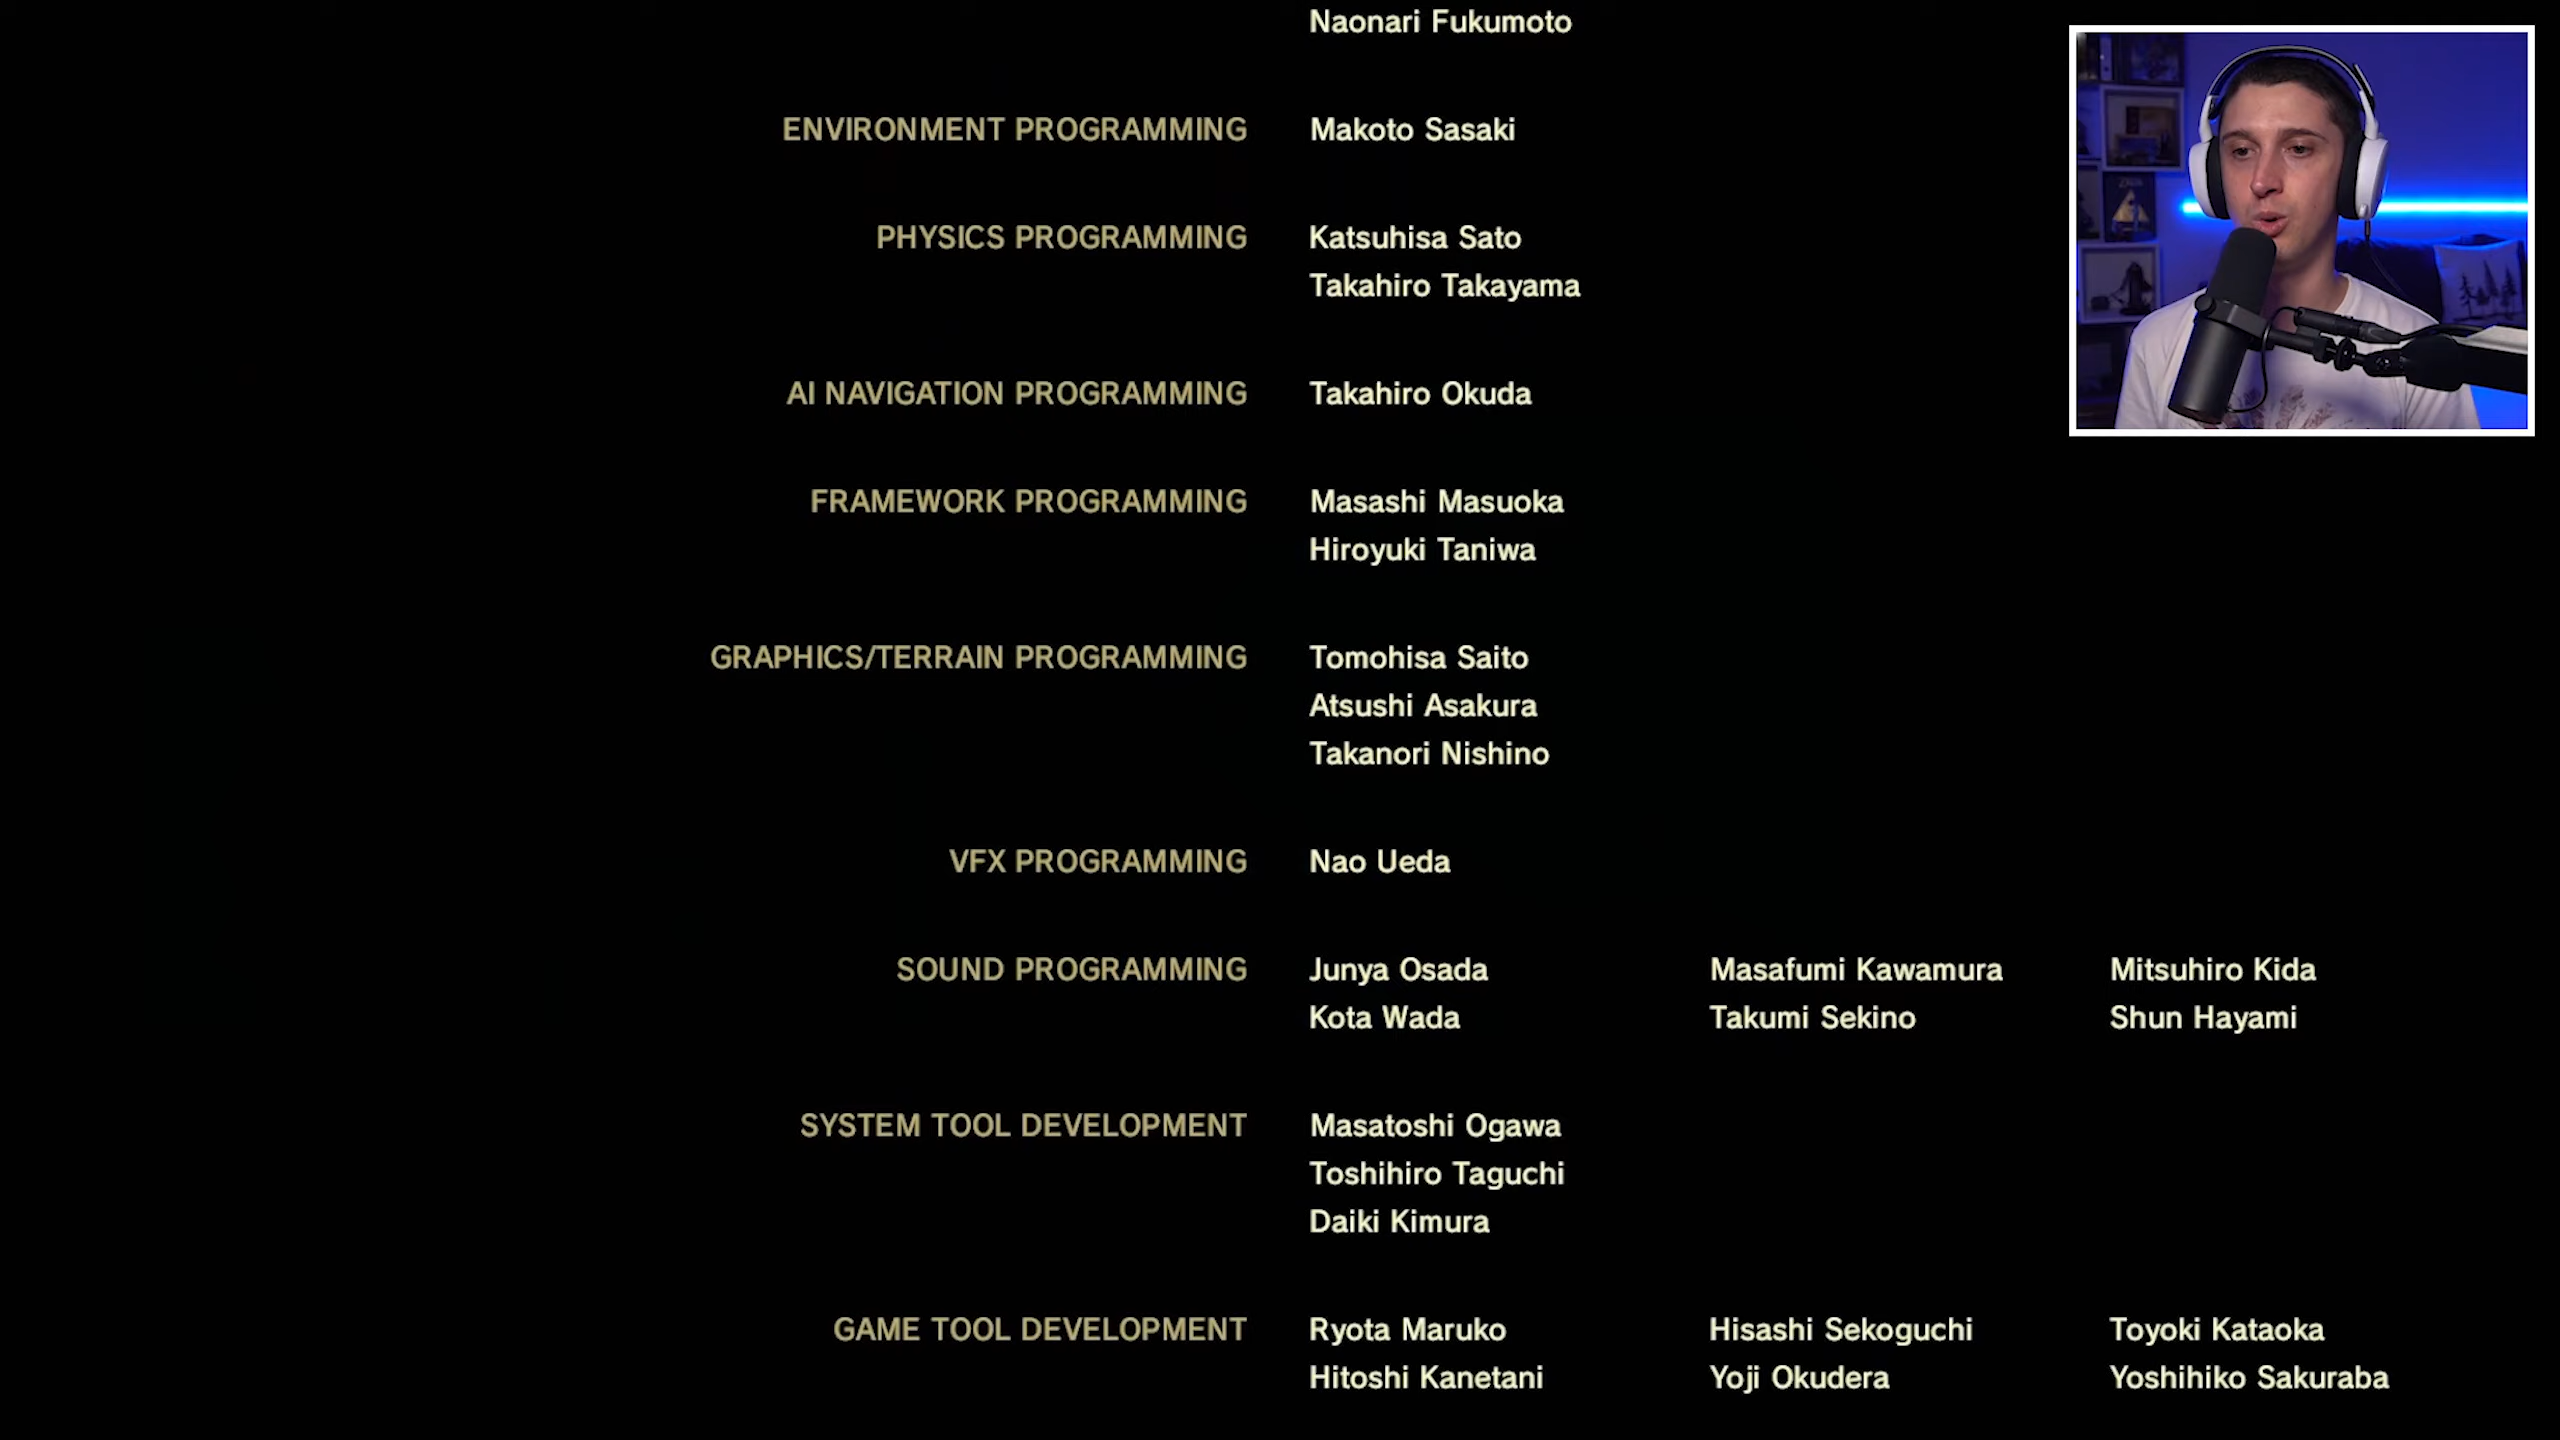 Naonari Fukumoto
ENVIRONMENT PROGRAMMING Makoto Sasaki
PHYSICS PROGRAMMING Katsuhisa Sato
Takahiro Takayama
AI NAVIGATION PROGRAMMING Takahiro Okuda
FRAMEWORK PROGRAMMING Masashi Masuoka
Hiroyuki Taniwa
GRAPHICS/TERRAIN PROGRAMMING Tomohisa Saito
Atsushi Asakura
Takanori Nishino
VFX PROGRAMMING Nao Ueda
SOUND PROGRAMMING Junya Osada Masafumi Kawamura Mitsuhiro Kida
Kota Wada Takumi Sekino Shun Hayami
SYSTEM TOOL DEVELOPMENT Masatoshi Ogawa
Toshihiro Taguchi
Daiki Kimura
GAME TOOL DEVELOPMENT Ryota Maruko Hisashi Sekoguchi Toyoki Kataoka
Hitoshi Kanetani Yoji Okudera Yoshihiko Sakuraba